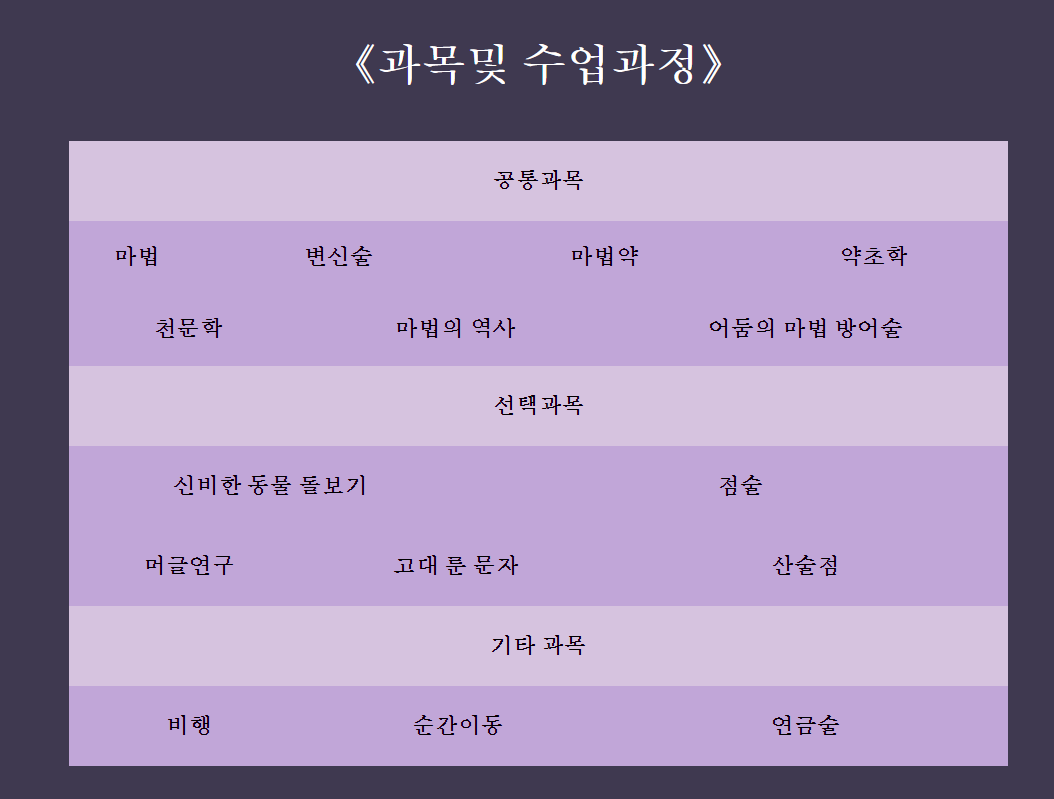 《과목및 수업과정》
공통과목
마법 변신술 마법약 약초학
천문학 마법의 역사 어둠의 마법 방어술
선택과목
신비한 동물 돌보기 점술
머글연구 고대 룬 문자 산술점
기타 과목
비행 순간이동 연금술